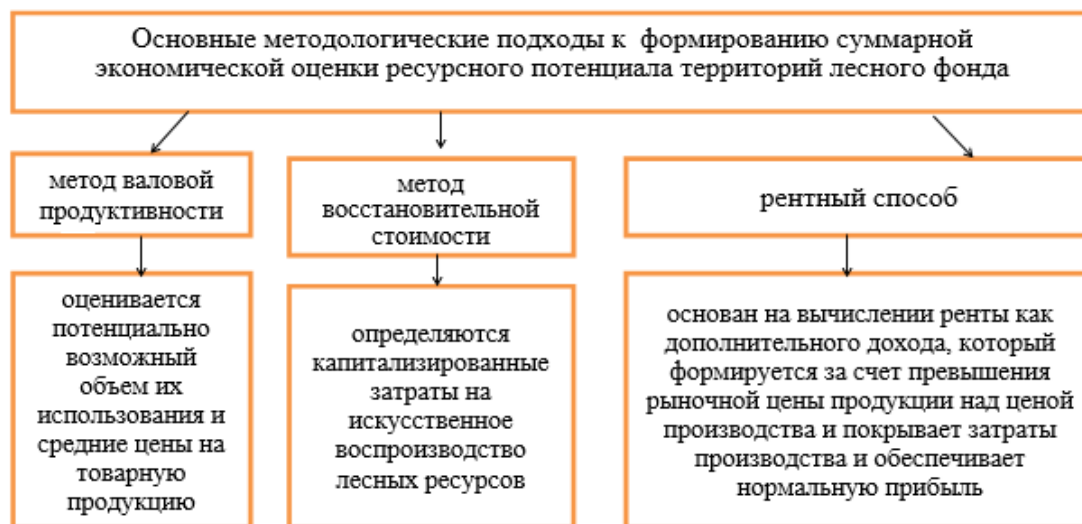 Основные методологические подходы к формированию суммарной
экономической оценки ресурсного потенциала территорий лесного фонда
метод валовой
продуктивности
метод
восстановительной
стоимости
рентный способ
оценивается
потенциально
возможный
объем их
использования и
средние цены на
товарную
продукцию
определяются
капитализированные
затраты на
искусственное
воспроизводство
лесных ресурсов
основан на вычислении ренты как
дополнительного дохода, который
формируется за счет превышения
рыночной цены продукции над ценой
производства и покрывает затраты
производства и обеспечивает
нормальную прибыль